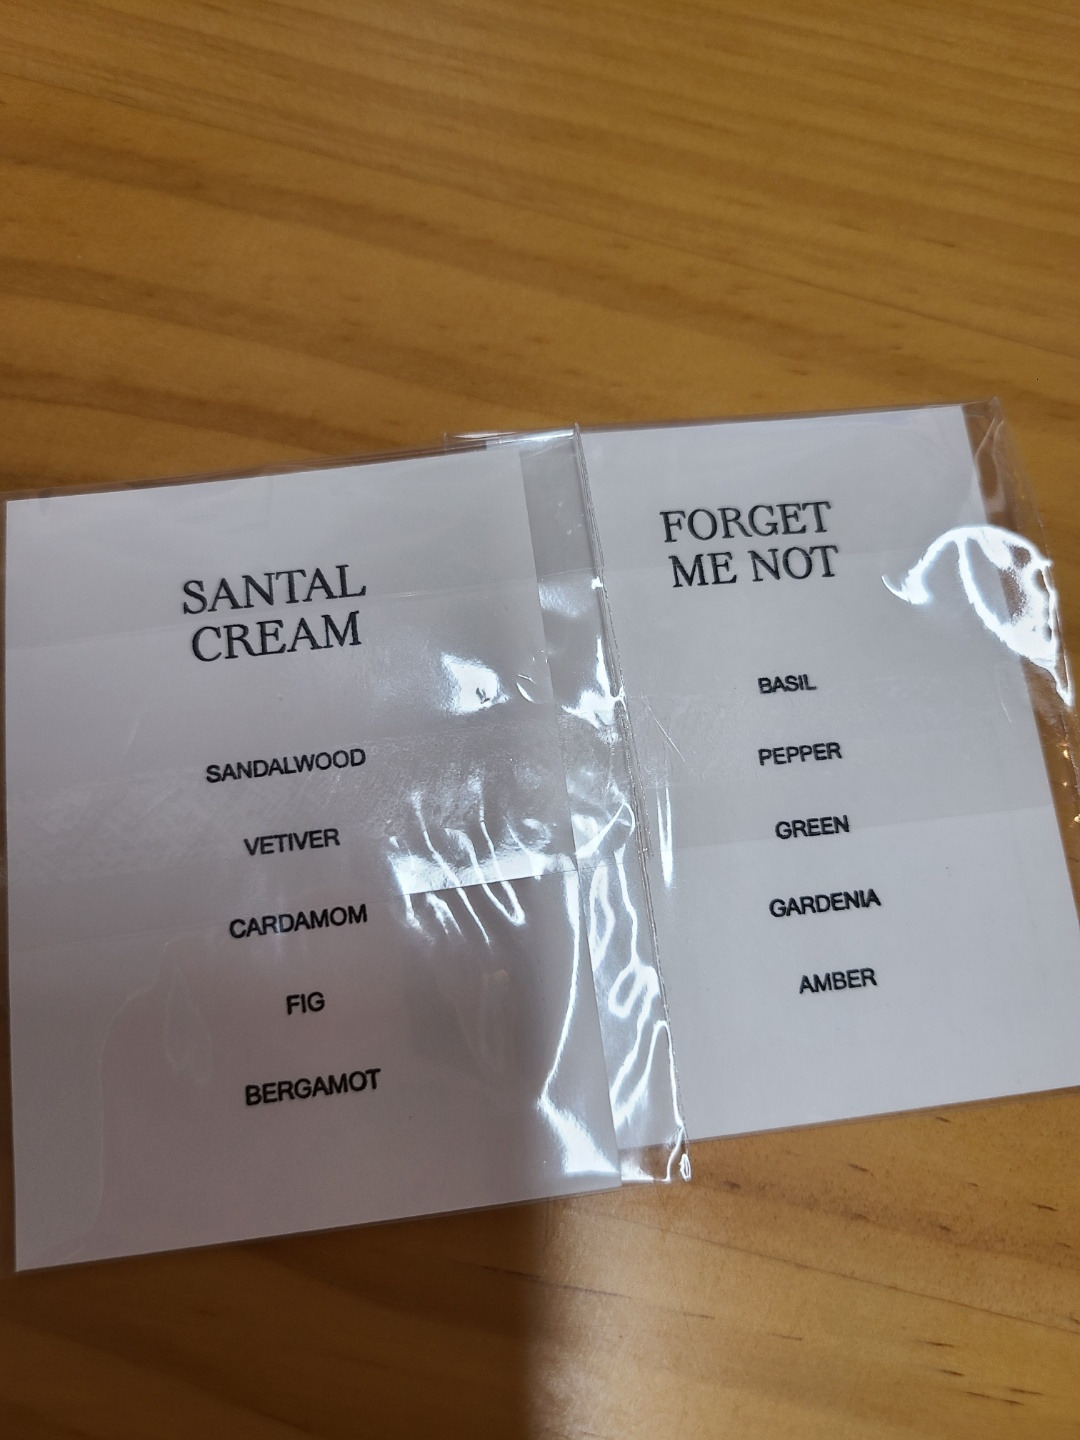 SANTAL
CREAM
SANDALWOOD
VETIVER
CARDAMOM
FIG
BERGAMOT
FORGET
ME NOT
BASIL
PEPPER
GREEN
GARDENIA
AMBER